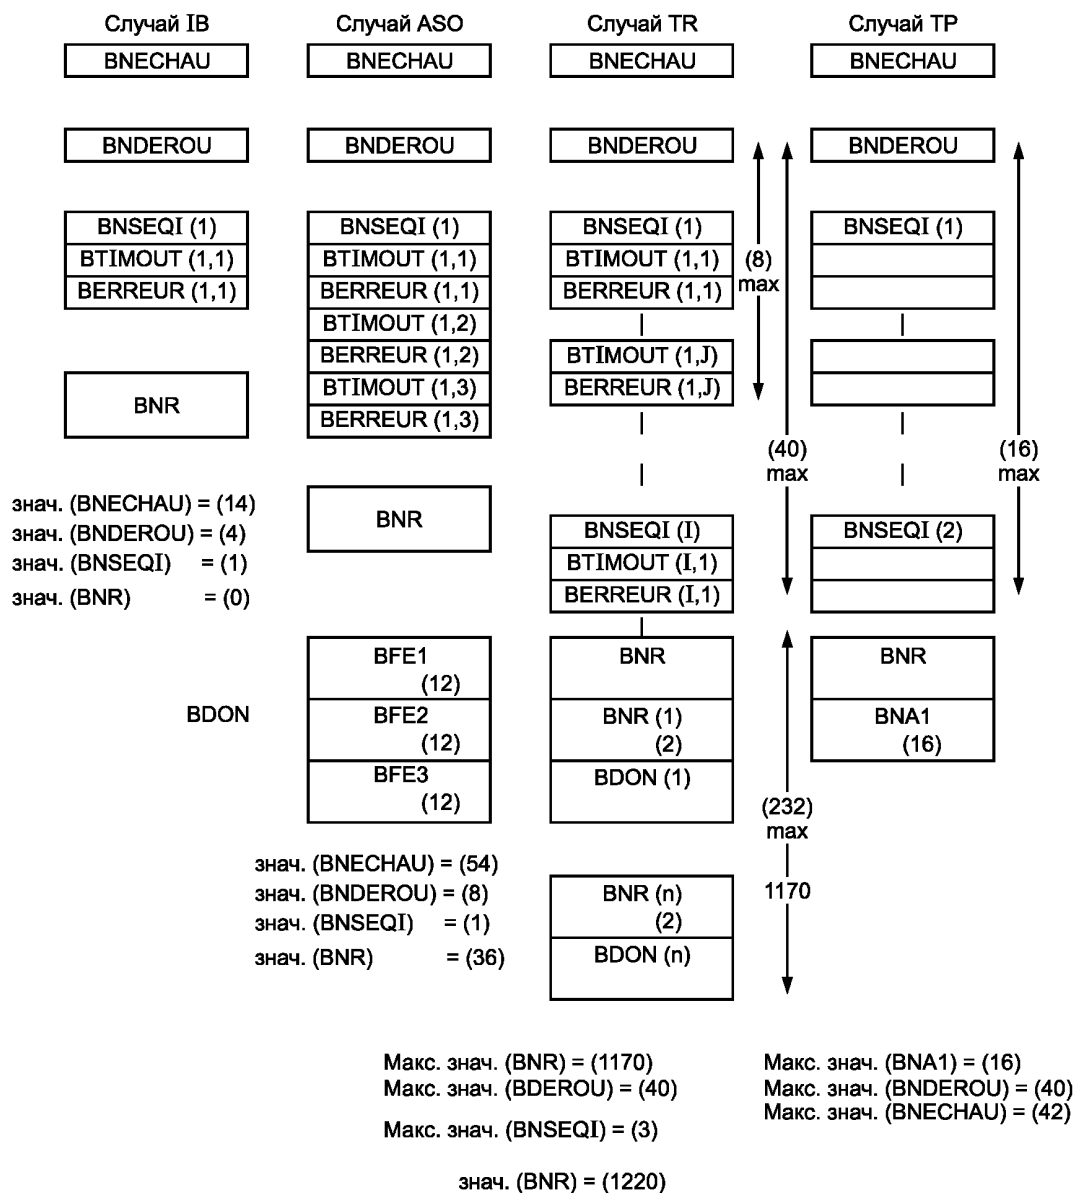 Случай IB
Случай ASO
Случай TR
Случай TP
BNECHAU
BNECHAU
BNECHAU
BNECHAU
BNDEROU
BNDEROU
BNDEROU
BNDEROU
BNSEQI (1)
BTIMOUT (1,1)
BERREUR (1,1)
BNR
BNSEQI (1)
BTIMOUT (1,1)
BERREUR (1,1)
BTIMOUT (1,2)
BERREUR (1,2)
BTIMOUT (1,3)
BERREUR (1,3)
BNR
BNSEQI (1)
BTIMOUT (1,1)
BERREUR (1,1)
BTIMOUT (1,J)
BERREUR (1,J)
BNSEQI (I)
BTIMOUT (I,1)
BERREUR (I,1)
(8)
max
(40)
max
BNSEQI (1)
BNSEQI (2)
(16)
max
знач. (BNECHAU) = (14)
знач. (BNDEROU) = (4)
знач. (BNSEQI) = (1)
знач. (BNR) = (0)
BDON
BFE1
(12)
BFE2
(12)
BFE3
(12)
BNR
BNR (1)
(2)
BDON (1)
BNR
BNA1
(16)
(232)
max
1170
знач. (BNECHAU) = (54)
знач. (BNDEROU) = (8)
знач. (BNSEQI) = (1)
знач. (BNR) = (36)
BNR (n)
(2)
BDON (n)
Макс. знач. (BNR) = (1170)
Макс. знач. (BDEROU) = (40)
Макс. знач. (BNSEQI) = (3)
знач. (BNR) = (1220)
Макс. знач. (BNA1) = (16)
Макс. знач. (BNDEROU) = (40)
Макс. знач. (BNECHAU) = (42)